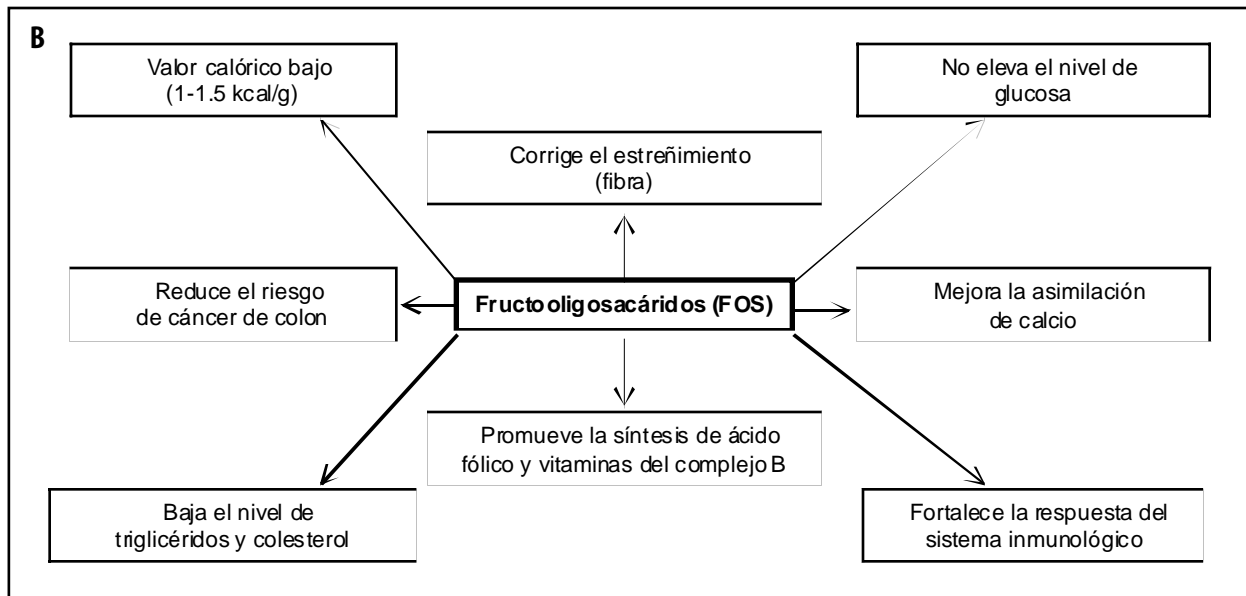 B
Valor calórico bajo
(1-1.5 kcal/g)
No eleva el nivel de
glucosa
Corrige el estreñimiento
(fibra)
Reduce el riesgo
de cáncer de colon
Fructooligosacáridos (FOS)
Mejora la asimilación
de calcio
Promueve la síntesis de ácido
fólico y vitaminas del complejo B
Baja el nivel de
triglicéridos y colesterol
Fortalece la respuesta del
sistema inmunológico